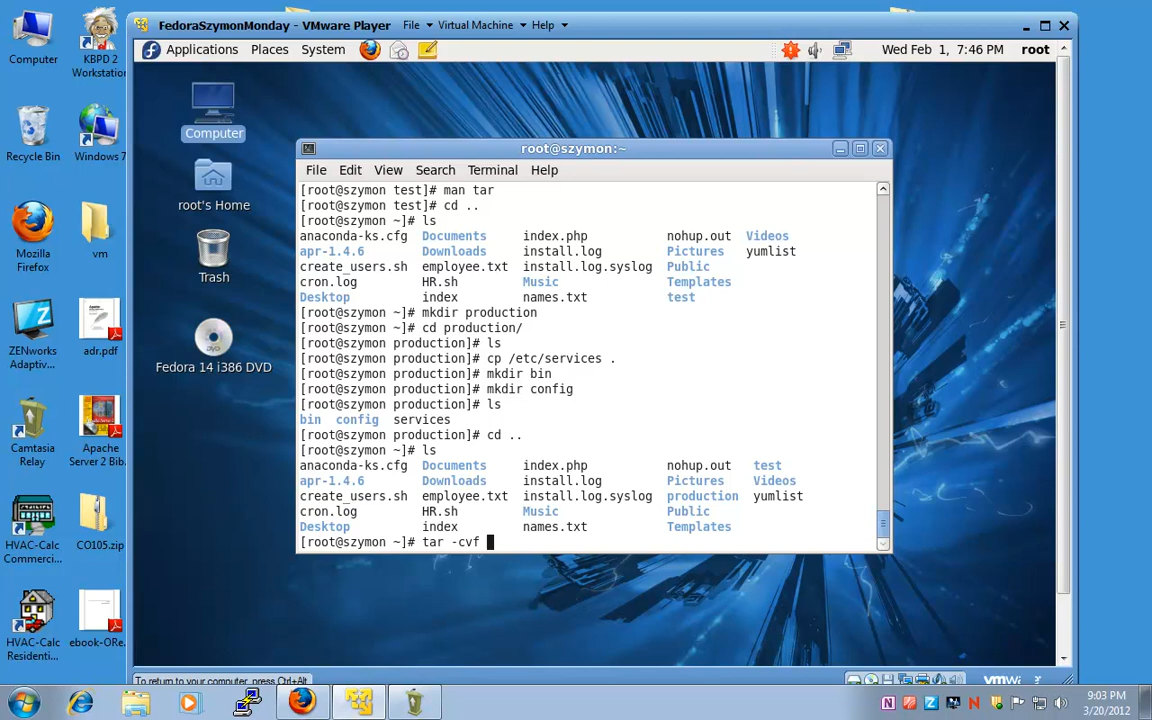 FedoraSzymonMonday - VMware Player File Virtual Machine Help
Applications Places System Wed Feb 1, 7:46 PM root
Computer
KBPD 2
Workstation
Recycle Bin
Windows 7
Mozilla
Firefox
vm
ZENworks
Adaptiv...
adr.pdf
Camtasia
Relay
Apache
Server 2 Bib...
HVAC-Calc
Commerci...
CO105.zip
HVAC-Calc
Residenti...
ebook-ORe...
Computer
root's Home
Trash
Fedora 14 i386 DVD
root@szymon:~
File Edit View Search Terminal Help
[root@szymon test]# man tar
[root@szymon test]# cd ..
[root@szymon ~]# ls
anaconda-ks.cfg Documents index.php nohup.out Videos
apr-1.4.6 Downloads install.log Pictures yumlist
create_users.sh employee.txt install.log.syslog Public
cron.log HR.sh Music Templates
Desktop index names.txt test
[root@szymon ~]# mkdir production
[root@szymon ~]# cd production/
[root@szymon production]# ls
[root@szymon production]# cp /etc/services .
[root@szymon production]# mkdir bin
[root@szymon production]# mkdir config
[root@szymon production]# ls
bin config services
[root@szymon production]# cd ..
[root@szymon ~]# ls
anaconda-ks.cfg Documents index.php nohup.out test
apr-1.4.6 Downloads install.log Pictures Videos
create_users.sh employee.txt install.log.syslog production yumlist
cron.log HR.sh Music Public
Desktop index names.txt Templates
[root@szymon ~]# tar -cvf
To return to your computer, press Ctrl+Alt.
9:03 PM
3/20/2012